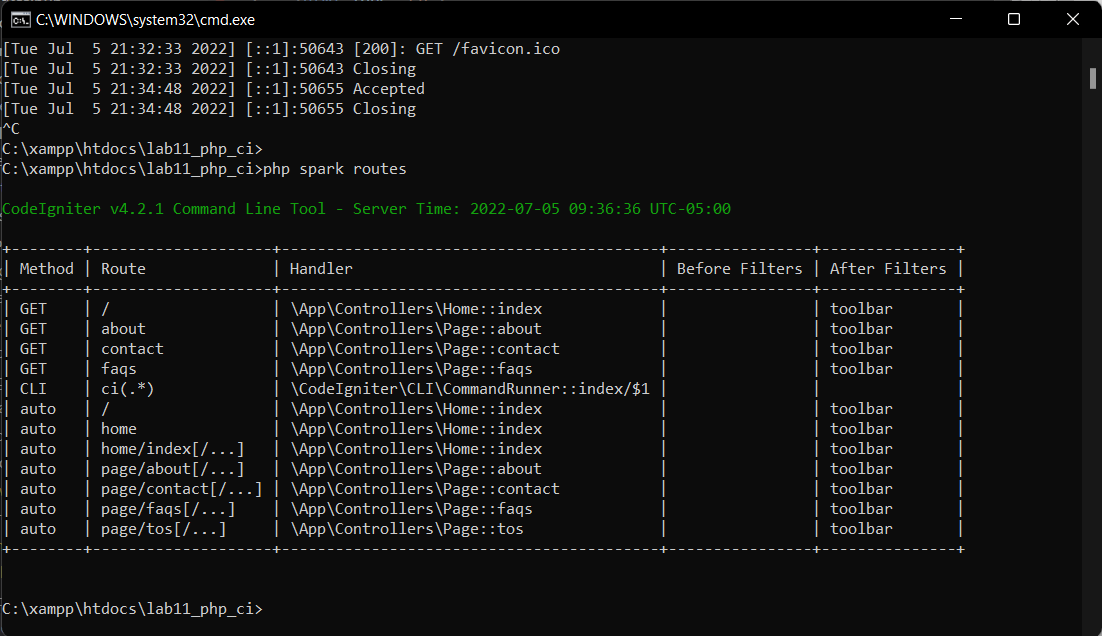 C:\WINDOWS\system32\cmd.exe
[Tue Jul  5 21:32:33 2022] [::1]:50643 [200]: GET /favicon.ico
[Tue Jul  5 21:32:33 2022] [::1]:50643 Closing
[Tue Jul  5 21:34:48 2022] [::1]:50655 Accepted
[Tue Jul  5 21:34:48 2022] [::1]:50655 Closing
^C
C:\xampp\htdocs\lab11_php_ci>
C:\xampp\htdocs\lab11_php_ci>php spark routes
CodeIgniter v4.2.1 Command Line Tool - Server Time: 2022-07-05 09:36:36 UTC-05:00
+--------+--------------------+------------------------------------------+----------------+---------------+
| Method | Route              | Handler                                  | Before Filters | After Filters |
+--------+--------------------+------------------------------------------+----------------+---------------+
| GET    | /                  | \App\Controllers\Home::index             |                | toolbar       |
| GET    | about              | \App\Controllers\Page::about             |                | toolbar       |
| GET    | contact            | \App\Controllers\Page::contact           |                | toolbar       |
| GET    | faqs               | \App\Controllers\Page::faqs              |                | toolbar       |
| CLI    | ci(.*)             | \CodeIgniter\CLI\CommandRunner::index/$1 |                |               |
| auto   | /                  | \App\Controllers\Home::index             |                | toolbar       |
| auto   | home               | \App\Controllers\Home::index             |                | toolbar       |
| auto   | home/index[/...]   | \App\Controllers\Home::index             |                | toolbar       |
| auto   | page/about[/...]   | \App\Controllers\Page::about             |                | toolbar       |
| auto   | page/contact[/...] | \App\Controllers\Page::contact           |                | toolbar       |
| auto   | page/faqs[/...]    | \App\Controllers\Page::faqs              |                | toolbar       |
| auto   | page/tos[/...]     | \App\Controllers\Page::tos               |                | toolbar       |
+--------+--------------------+------------------------------------------+----------------+---------------+
C:\xampp\htdocs\lab11_php_ci>